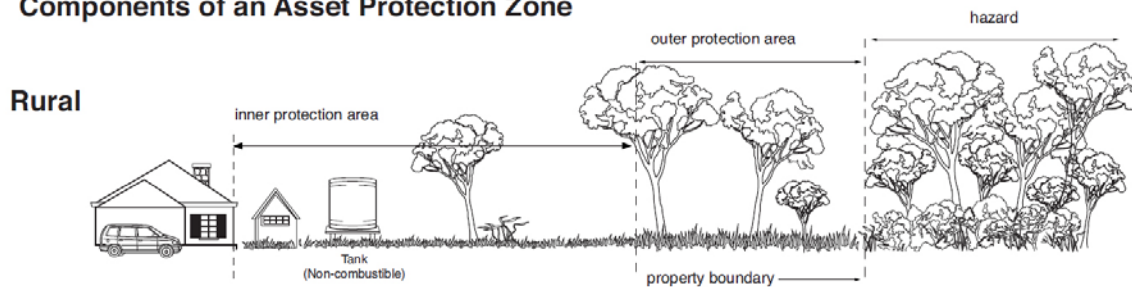 Components of an Asset Protection Zone
hazard
outer protection area
Rural
inner protection area
Tank
(Non-combustible)
property boundary